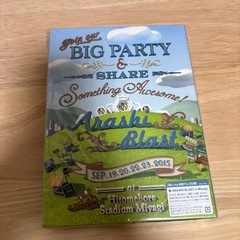 Join our
BIG PARTY
&
SHARE
Something Awesome!
Arashi
Blast
SEP.19.20.22.23.2015
at
Hitomebore
Stadium Miyagi